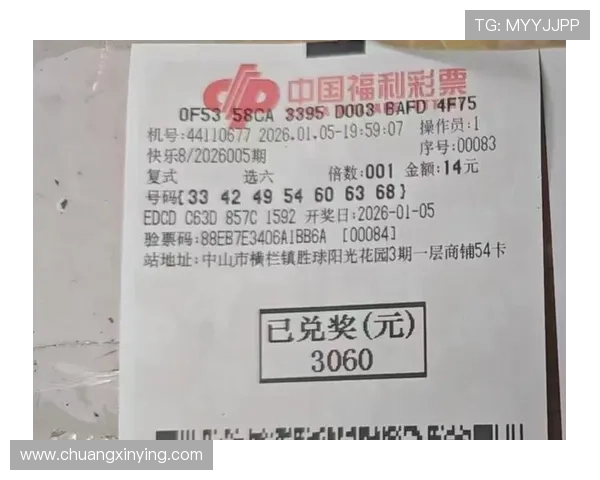 TG: MYYJJPP
中国福利彩票
0F53 58CA 3395 D003 BAFD 4F75
机号:44110677 2026.01.05-19:59:07 操作员:1
序号:00083
快乐8/2026005期
复式 选六 倍数:001 金额:14元
号码{33 42 49 54 60 63 68}
EDCD C63D 857C 1592 开奖日:2026-01-05
验票码:88EB7E3406A1BB6A [00084]
站地址:中山市横栏镇胜球阳光花园3期一层商铺54卡
已兑奖(元)
3060
www.chuangxinying.com